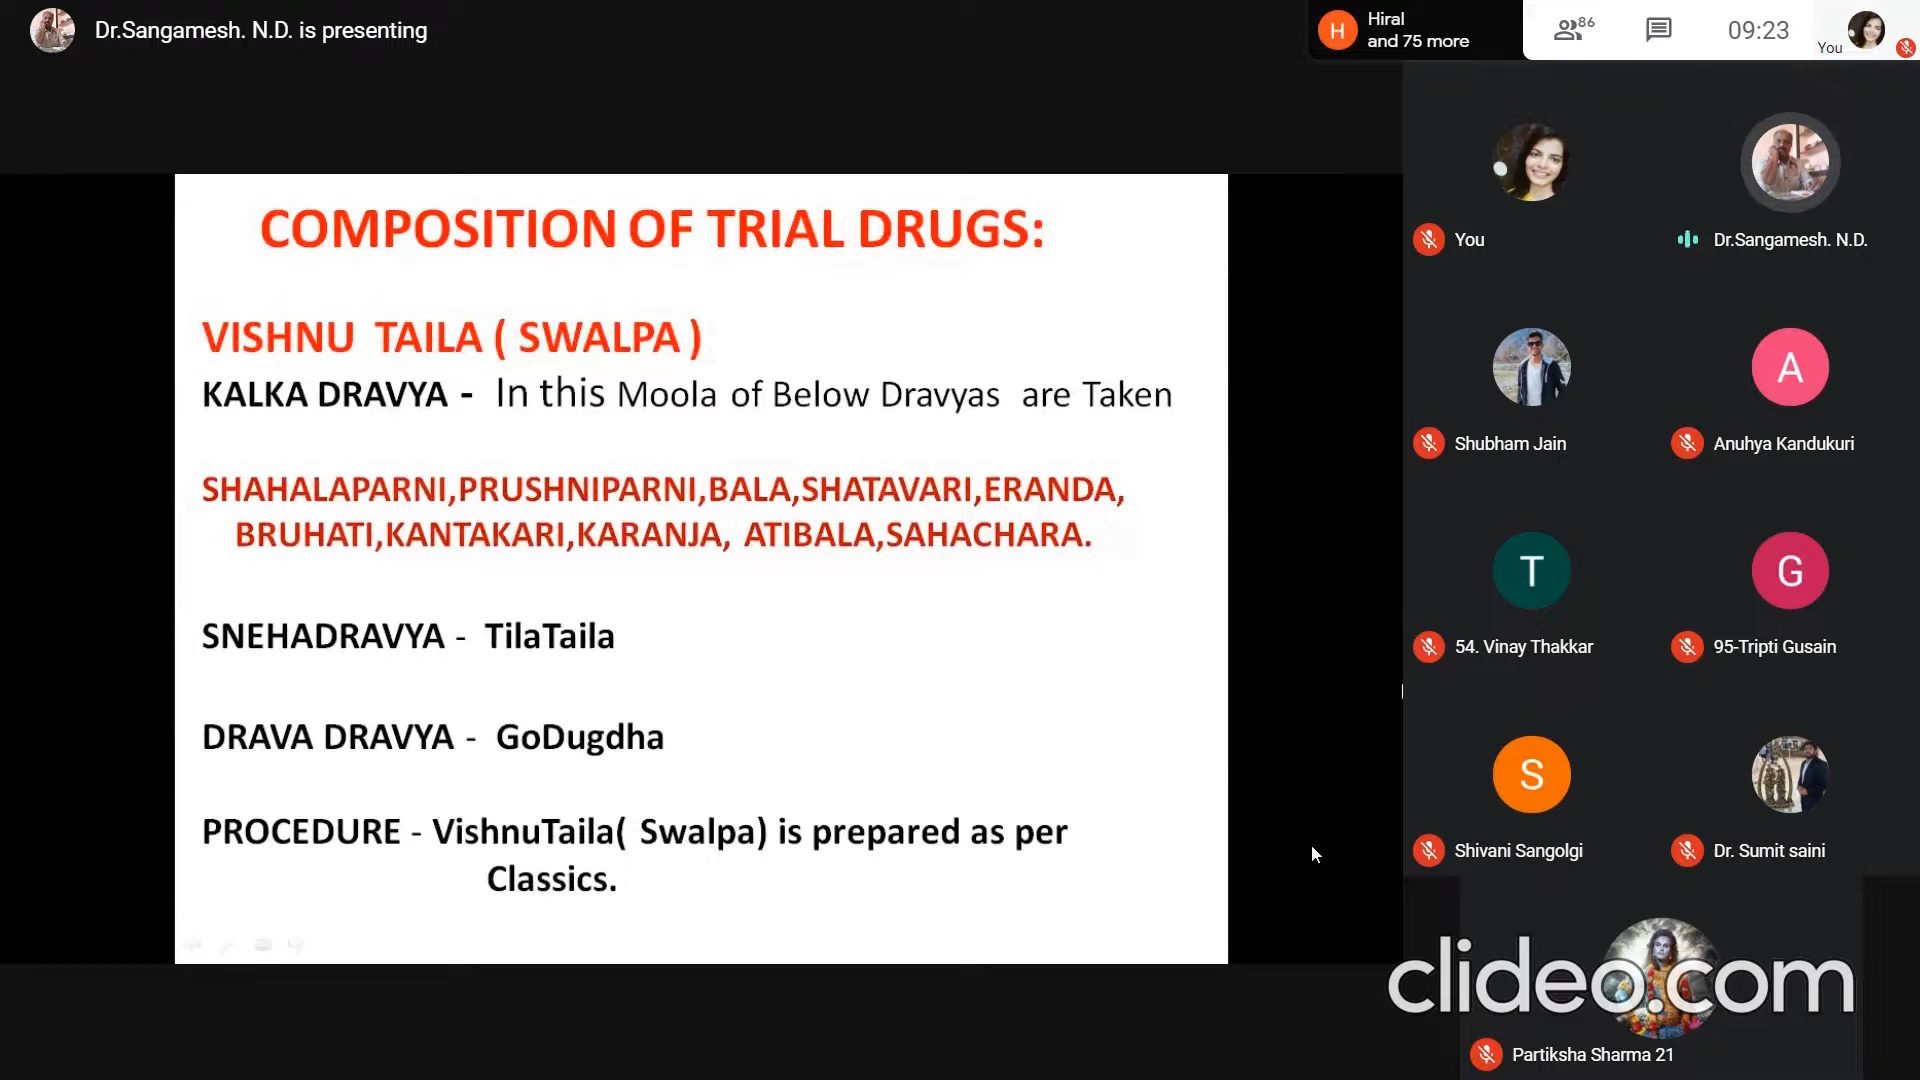 Dr.Sangamesh. N.D. is presenting
H
Hiral
and 75 more
86
09:23
You
COMPOSITION OF TRIAL DRUGS:
VISHNU TAILA ( SWALPA )
KALKA DRAVYA - In this Moola of Below Dravyas are Taken
SHAHALAPARNI,PRUSHNIPARNI,BALA,SHATAVARI,ERANDA,
BRUHATI,KANTAKARI,KARANJA, ATIBALA,SAHACHARA.
SNEHADRAVYA - TilaTaila
DRAVA DRAVYA - GoDugdha
PROCEDURE - VishnuTaila( Swalpa) is prepared as per
Classics.
You
Dr.Sangamesh. N.D.
A
Shubham Jain
Anuhya Kandukuri
T
G
54. Vinay Thakkar
95-Tripti Gusain
S
Shivani Sangolgi
Dr. Sumit saini
clideo.com
Partiksha Sharma 21